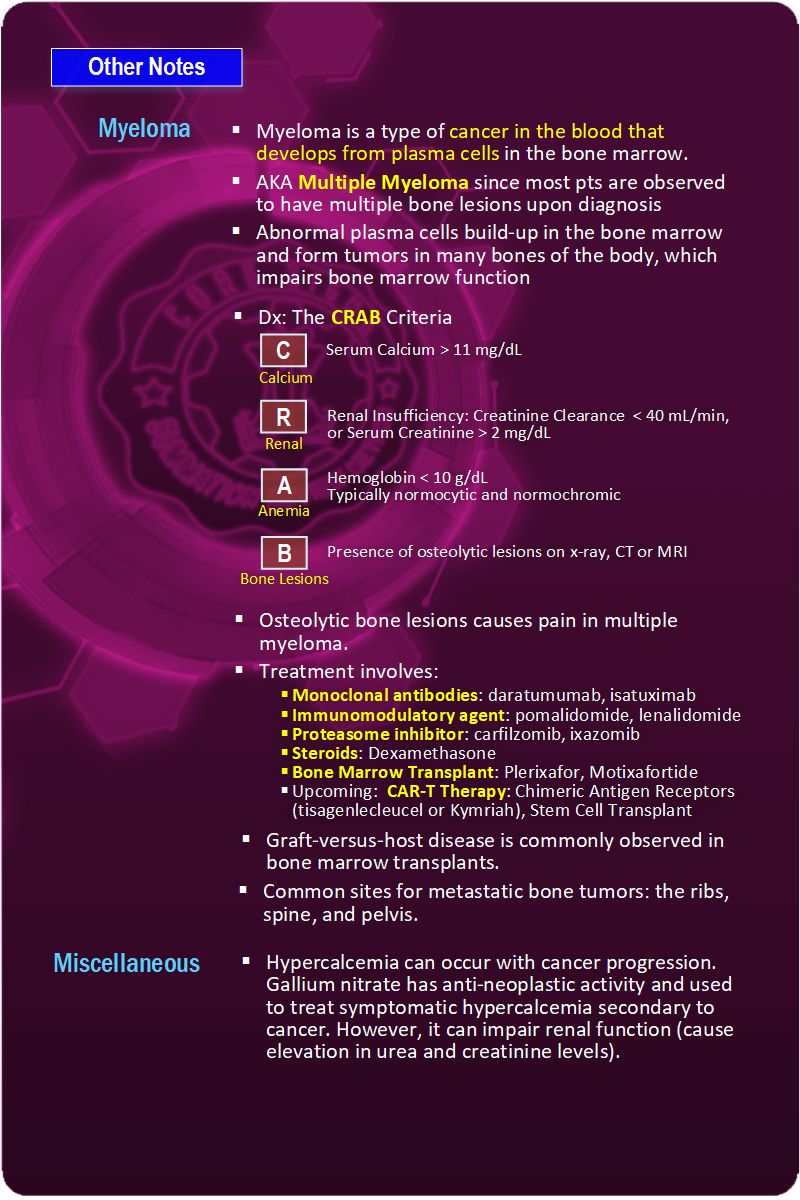 Other Notes
Myeloma
▪ Myeloma is a type of cancer in the blood that
develops from plasma cells in the bone marrow.
▪ AKA Multiple Myeloma since most pts are observed
to have multiple bone lesions upon diagnosis
▪ Abnormal plasma cells build-up in the bone marrow
and form tumors in many bones of the body, which
impairs bone marrow function
▪ Dx: The CRAB Criteria
C
Serum Calcium > 11 mg/dL
Calcium
R
Renal Insufficiency: Creatinine Clearance < 40 mL/min,
or Serum Creatinine > 2 mg/dL
Renal
A
Hemoglobin < 10 g/dL
Typically normocytic and normochromic
Anemia
B
Presence of osteolytic lesions on x-ray, CT or MRI
Bone Lesions
▪ Osteolytic bone lesions causes pain in multiple
myeloma.
▪ Treatment involves:
▪ Monoclonal antibodies: daratumumab, isatuximab
▪ Immunomodulatory agent: pomalidomide, lenalidomide
▪ Proteasome inhibitor: carfilzomib, ixazomib
▪ Steroids: Dexamethasone
▪ Bone Marrow Transplant: Plerixafor, Motixafortide
▪ Upcoming: CAR-T Therapy: Chimeric Antigen Receptors
(tisagenlecleucel or Kymriah), Stem Cell Transplant
▪ Graft-versus-host disease is commonly observed in
bone marrow transplants.
▪ Common sites for metastatic bone tumors: the ribs,
spine, and pelvis.
Miscellaneous
▪ Hypercalcemia can occur with cancer progression.
Gallium nitrate has anti-neoplastic activity and used
to treat symptomatic hypercalcemia secondary to
cancer. However, it can impair renal function (cause
elevation in urea and creatinine levels).